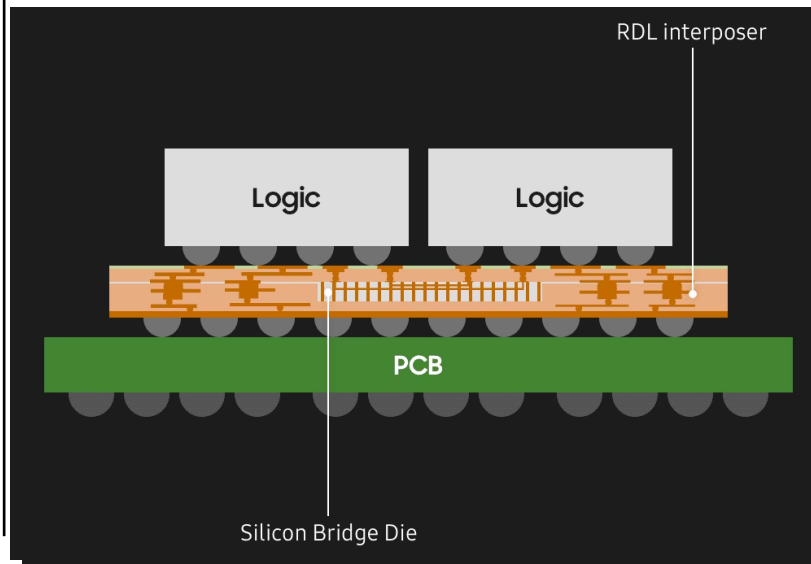 RDL interposer
Logic
Logic
PCB
Silicon Bridge Die